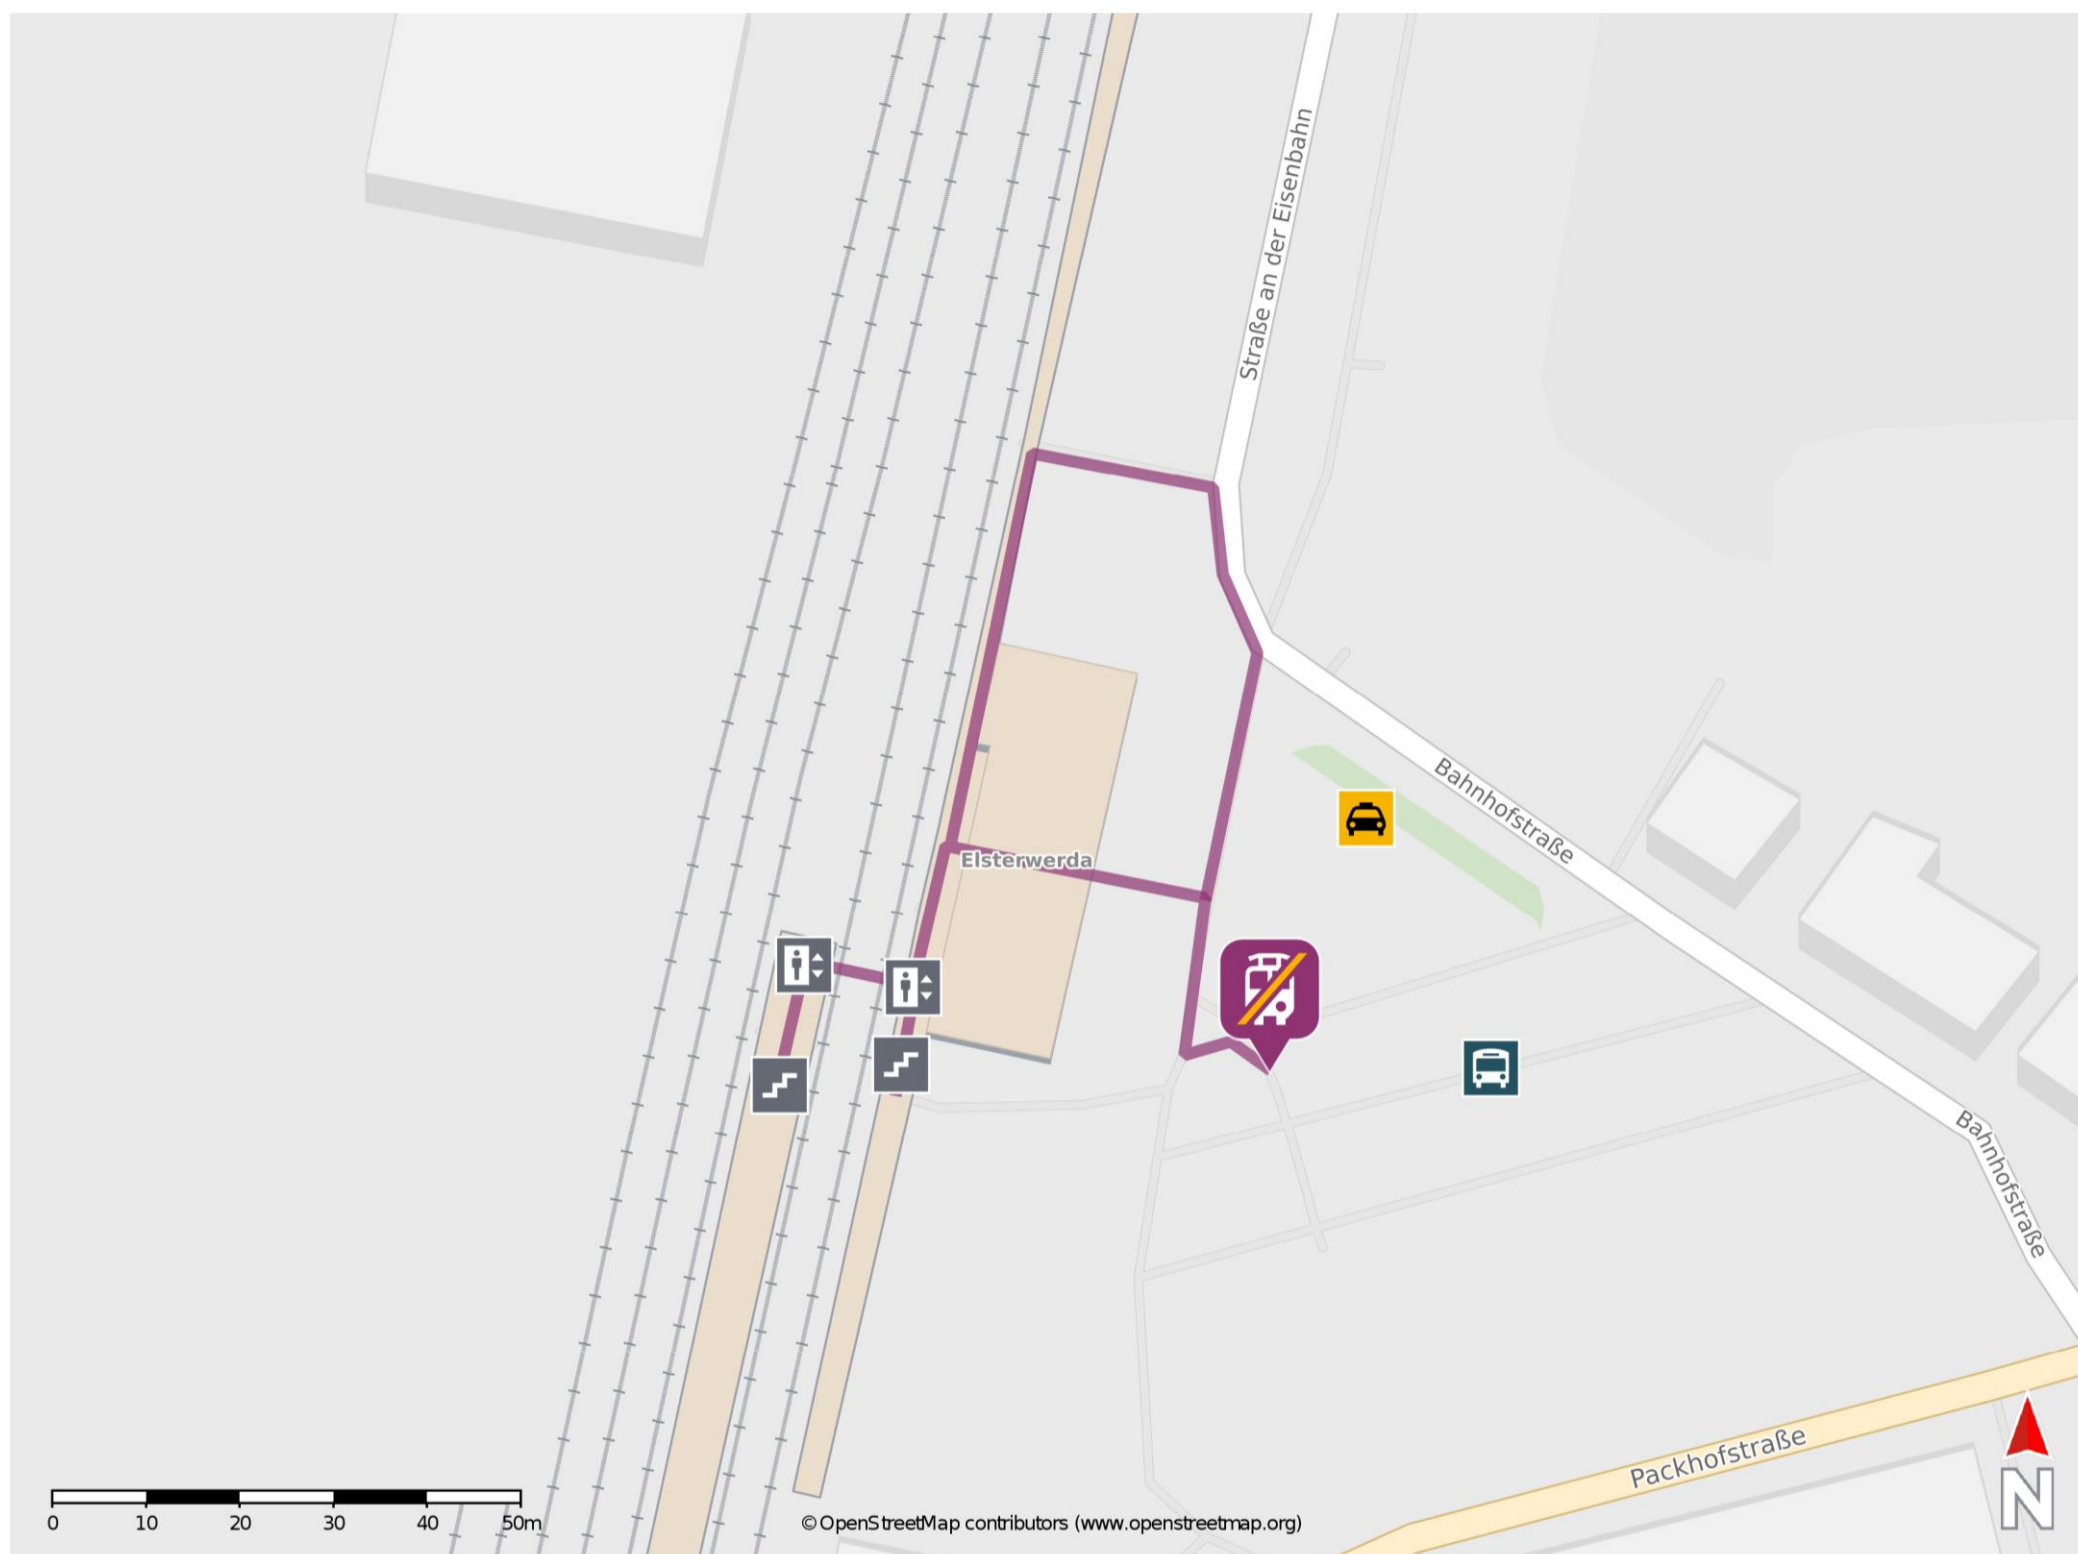 Straße an der Eisenbahn
Bahnhofstraße
Elsterwerda
Bahnhofstraße
Packhofstraße
N
0 10 20 30 40 50m
©OpenStreetMap contributors (www.openstreetmap.org)